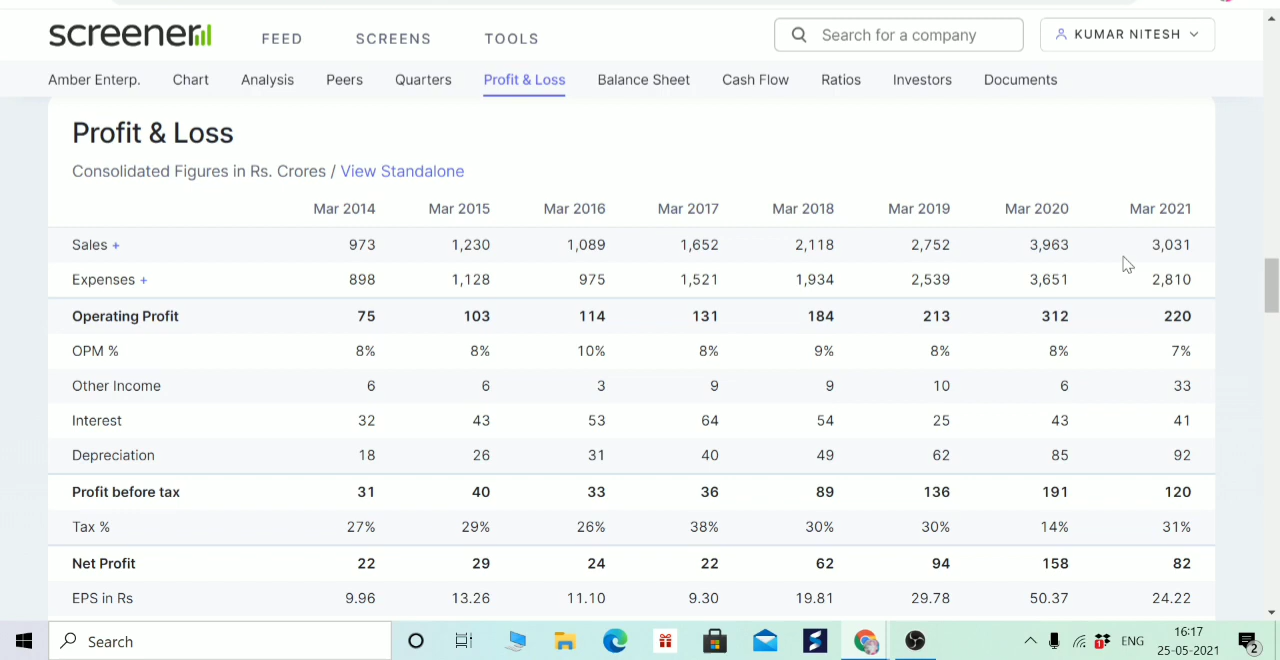 screener
FEED SCREENS TOOLS
Search for a company
KUMAR NITESH
Amber Enterp. Chart Analysis Peers Quarters Profit & Loss Balance Sheet Cash Flow Ratios Investors Documents
Profit & Loss
Consolidated Figures in Rs. Crores / View Standalone
Mar 2014 Mar 2015 Mar 2016 Mar 2017 Mar 2018 Mar 2019 Mar 2020 Mar 2021
Sales + 973 1,230 1,089 1,652 2,118 2,752 3,963 3,031
Expenses + 898 1,128 975 1,521 1,934 2,539 3,651 2,810
Operating Profit 75 103 114 131 184 213 312 220
OPM % 8% 8% 10% 8% 9% 8% 8% 7%
Other Income 6 6 3 9 9 10 6 33
Interest 32 43 53 64 54 25 43 41
Depreciation 18 26 31 40 49 62 85 92
Profit before tax 31 40 33 36 89 136 191 120
Tax % 27% 29% 26% 38% 30% 30% 14% 31%
Net Profit 22 29 24 22 62 94 158 82
EPS in Rs 9.96 13.26 11.10 9.30 19.81 29.78 50.37 24.22
Search
ENG
16:17
25-05-2021
2